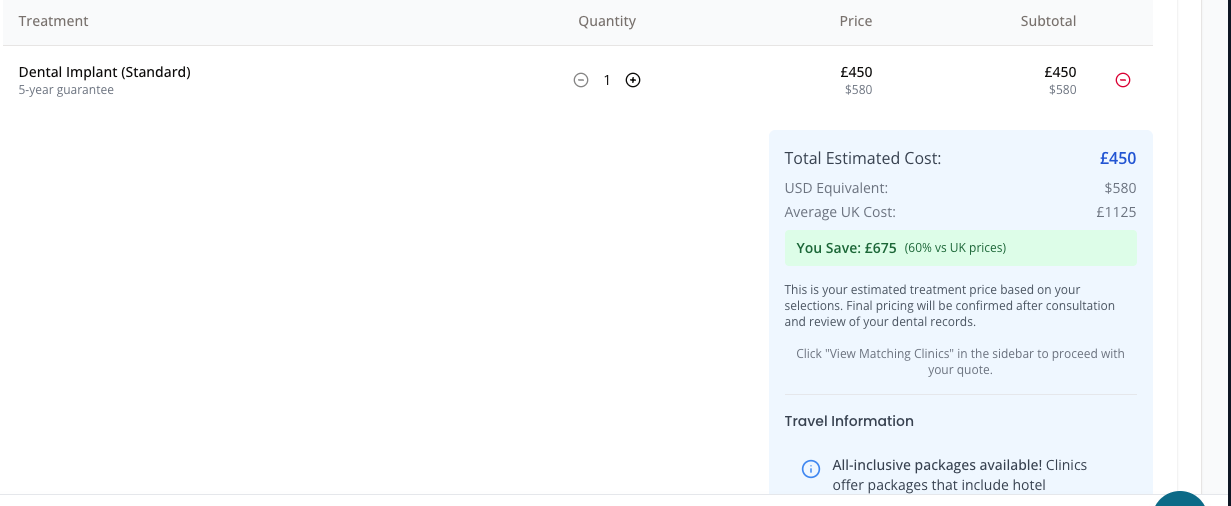 Treatment Quantity Price Subtotal
Dental Implant (Standard) 1 £450 £450
5-year guarantee $580 $580
Total Estimated Cost: £450
USD Equivalent: $580
Average UK Cost: £1125
You Save: £675 (60% vs UK prices)
This is your estimated treatment price based on your
selections. Final pricing will be confirmed after consultation
and review of your dental records.
Click "View Matching Clinics" in the sidebar to proceed with
your quote.
Travel Information
All-inclusive packages available! Clinics
offer packages that include hotel